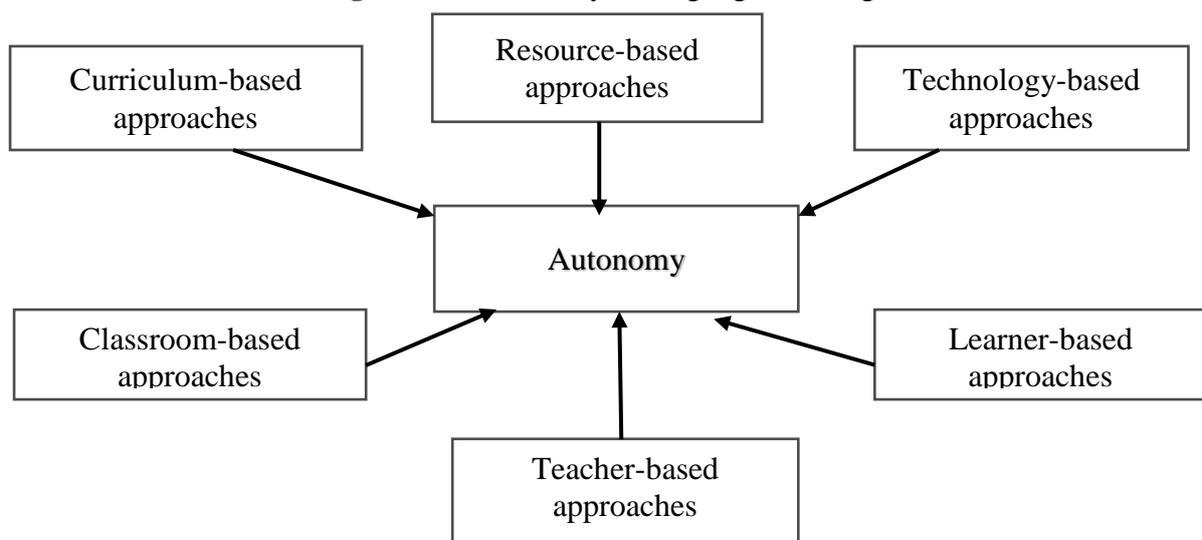 Resource-based
approaches
Curriculum-based
approaches
Technology-based
approaches
Autonomy
Classroom-based
approaches
Learner-based
approaches
Teacher-based
approaches